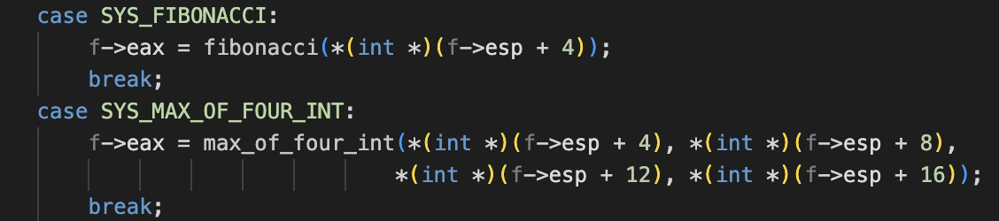 case SYS_FIBONACCI:
f->eax = fibonacci(*(int *)(f->esp + 4));
break;
case SYS_MAX_OF_FOUR_INT:
f->eax = max_of_four_int(*(int *)(f->esp + 4), *(int *)(f->esp + 8),
*(int *)(f->esp + 12), *(int *)(f->esp + 16));
break;